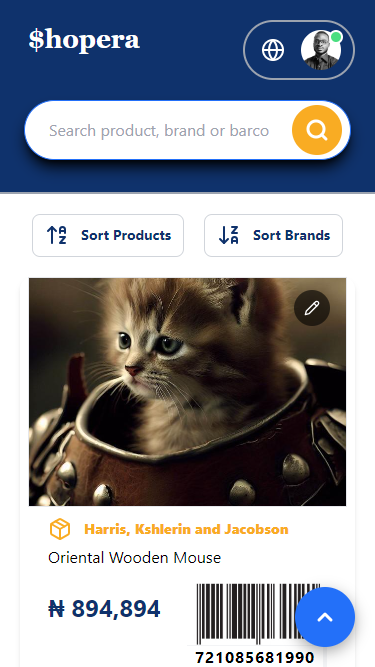 $hopera
Search product, brand or barco
Sort Products
Sort Brands
Harris, Kshlerin and Jacobson
Oriental Wooden Mouse
₦ 894,894
721085681990